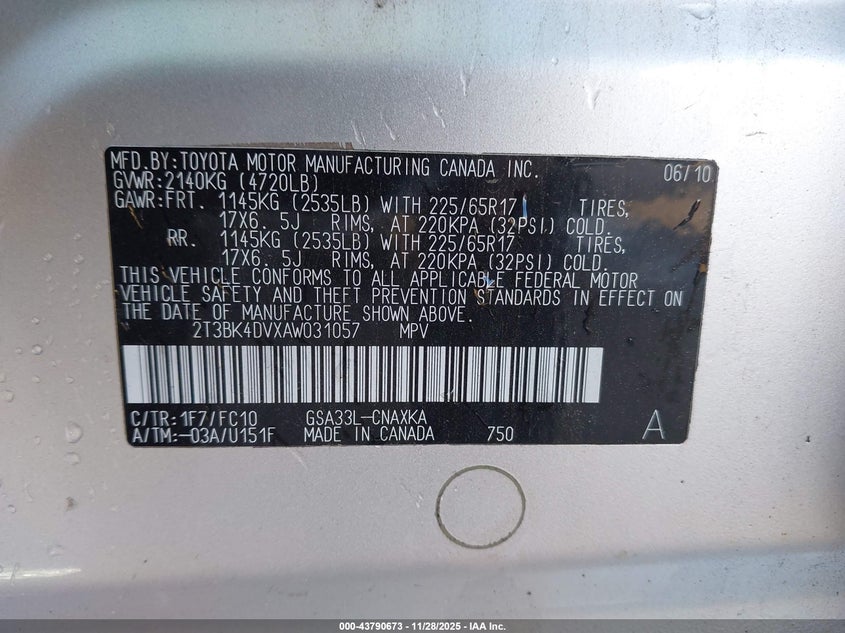 MFD.BY:TOYOTA MOTOR MANUFACTURING CANADA INC. 06/10
GVWR:2140KG (4720LB)
GAWR:FRT. 1145KG (2535LB) WITH 225/65R17 TIRES,
17X6. 5J RIMS, AT 220KPA (32PSI) COLD.
RR. 1145KG (2535LB) WITH 225/65R17 TIRES,
17X6. 5J RIMS, AT 220KPA (32PSI) COLD.
THIS VEHICLE CONFORMS TO ALL APPLICABLE FEDERAL MOTOR
VEHICLE SAFETY AND THEFT PREVENTION STANDARDS IN EFFECT ON
THE DATE OF MANUFACTURE SHOWN ABOVE.
2T3BK4DVXAW031057 MPV
C/TR:1F7/FC10 GSA33L-CNAXKA
A/TM:-03A/U151F MADE IN CANADA 750 A
000-43790673 - 11/28/2025 - IAA Inc.